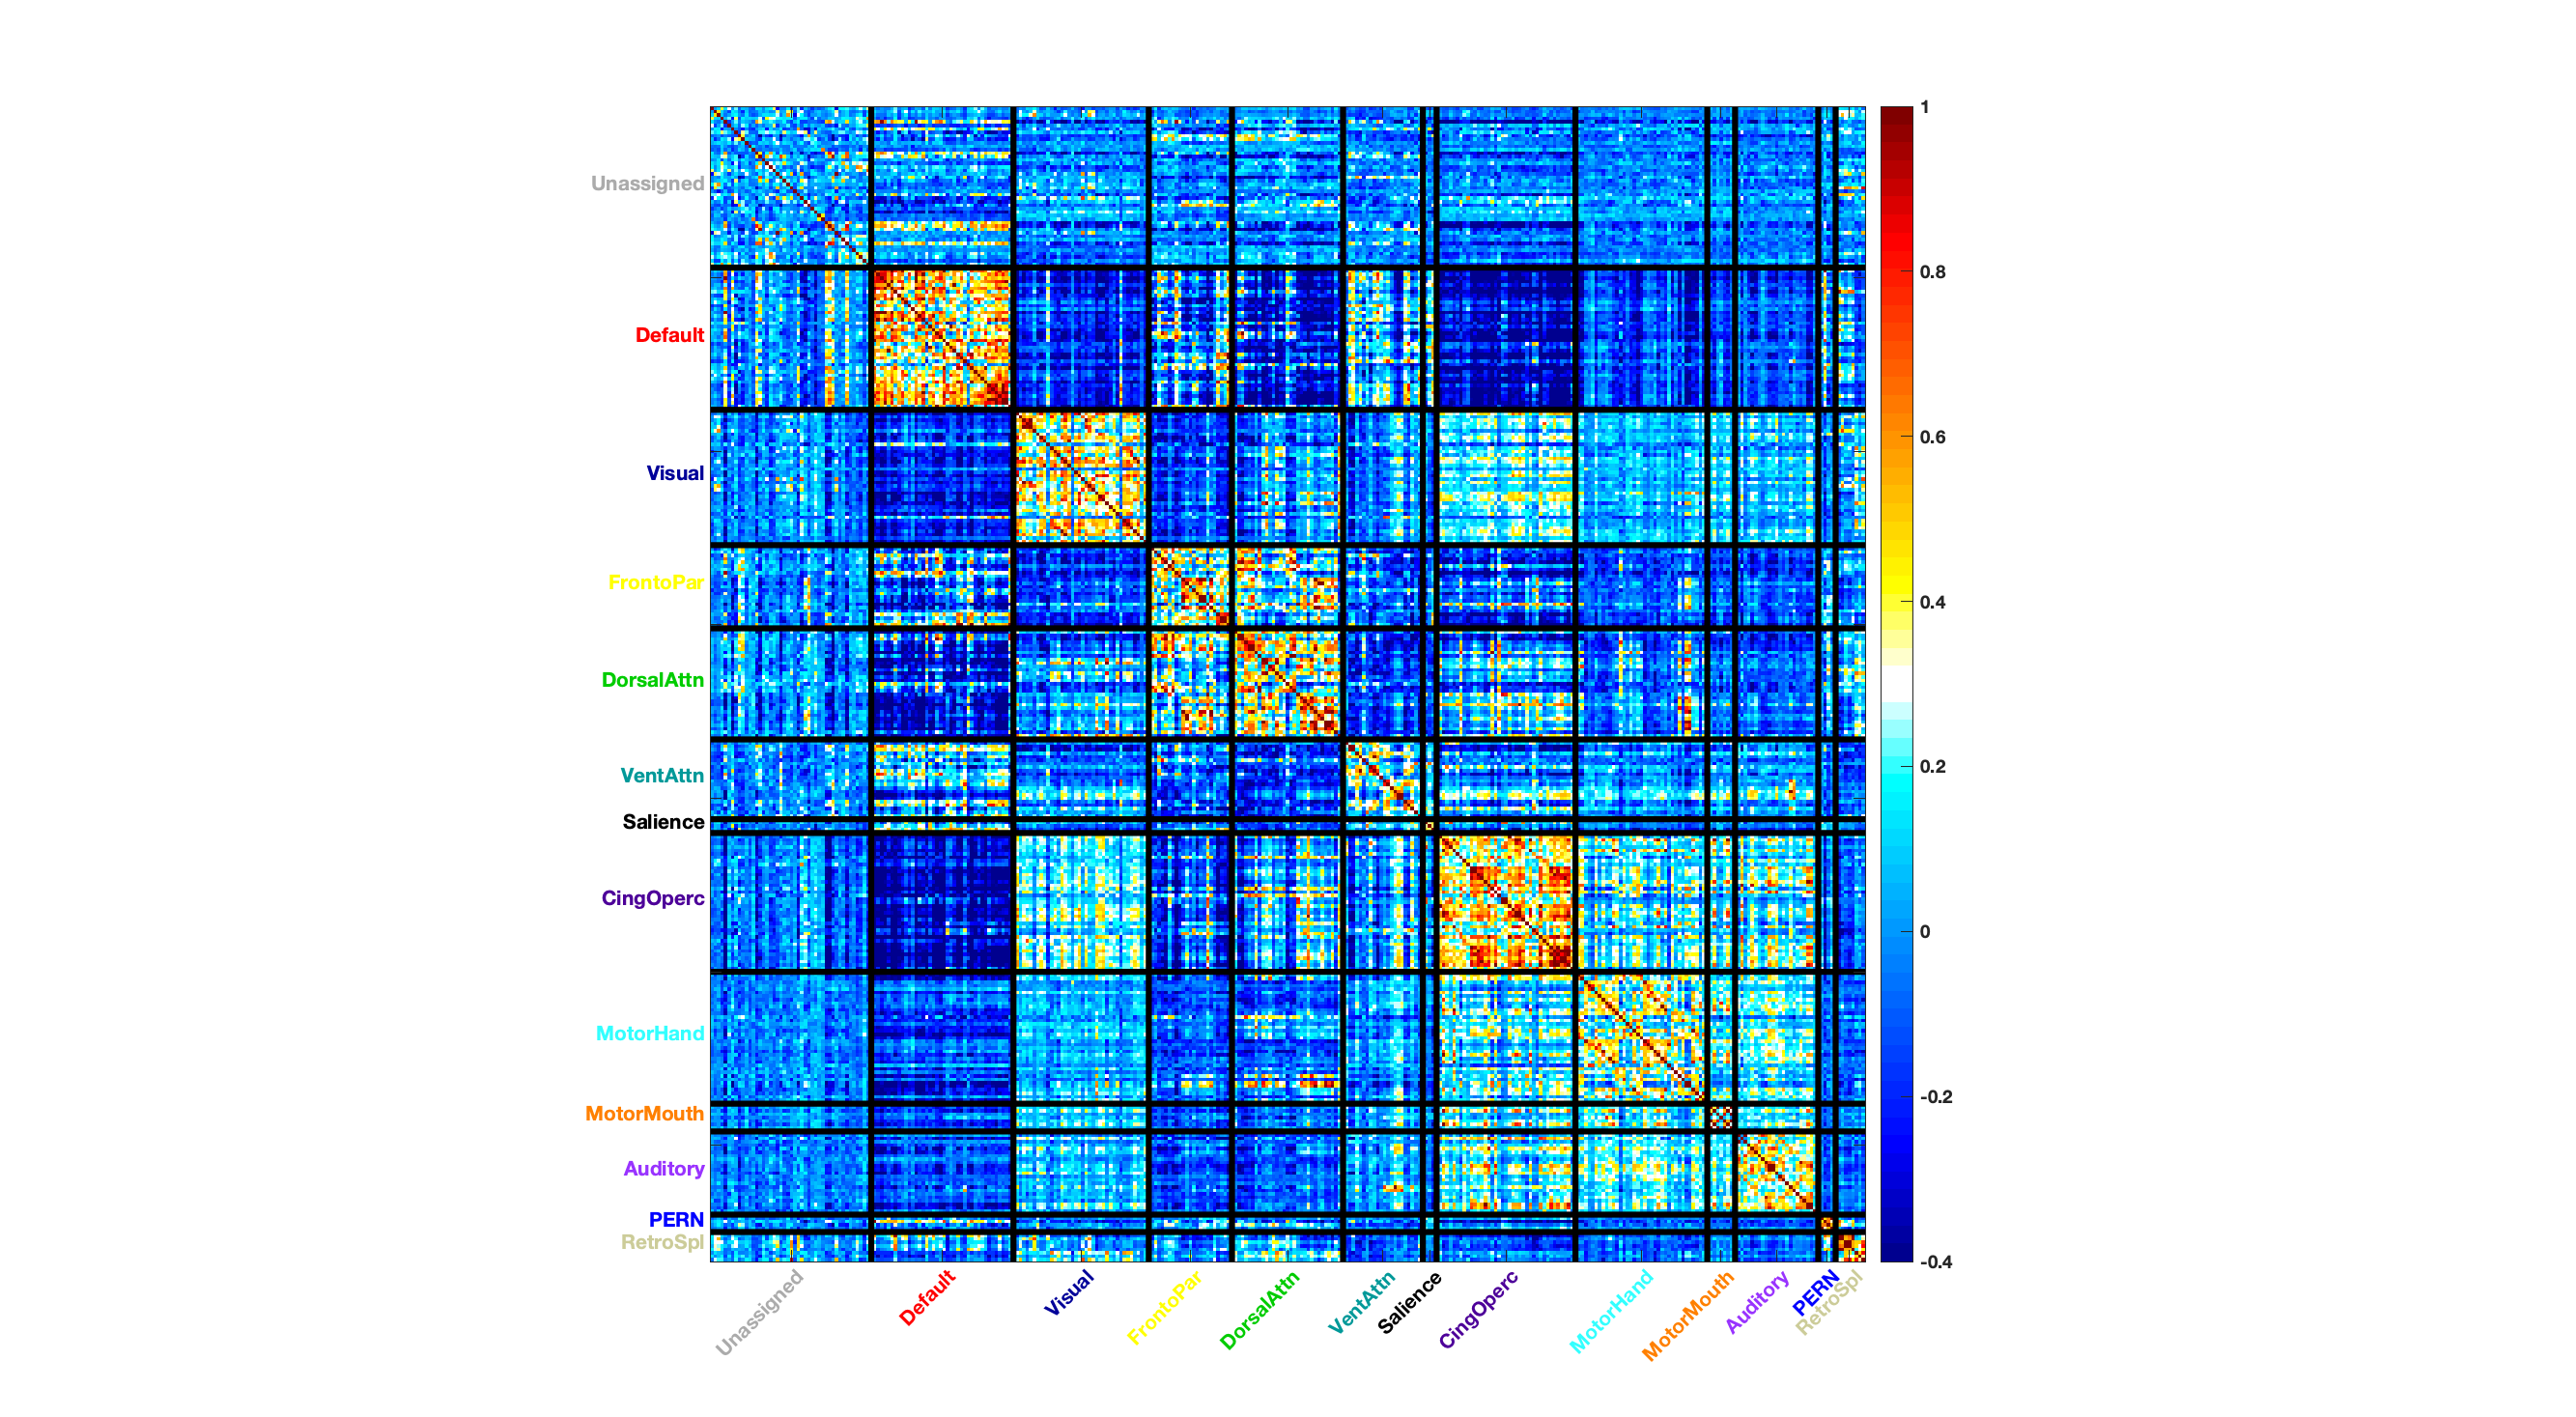 Unassigned
Default
Visual
FrontoPar
DorsalAttn
VentAttn
Salience
CingOperc
MotorHand
MotorMouth
Auditory
PERN
RetroSpl
Unassigned
Default
Visual
FrontoPar
DorsalAttn
VentAttn
Salience
CingOperc
MotorHand
MotorMouth
Auditory
PERN
RetroSpl
1
0.8
0.6
0.4
0.2
0
-0.2
-0.4